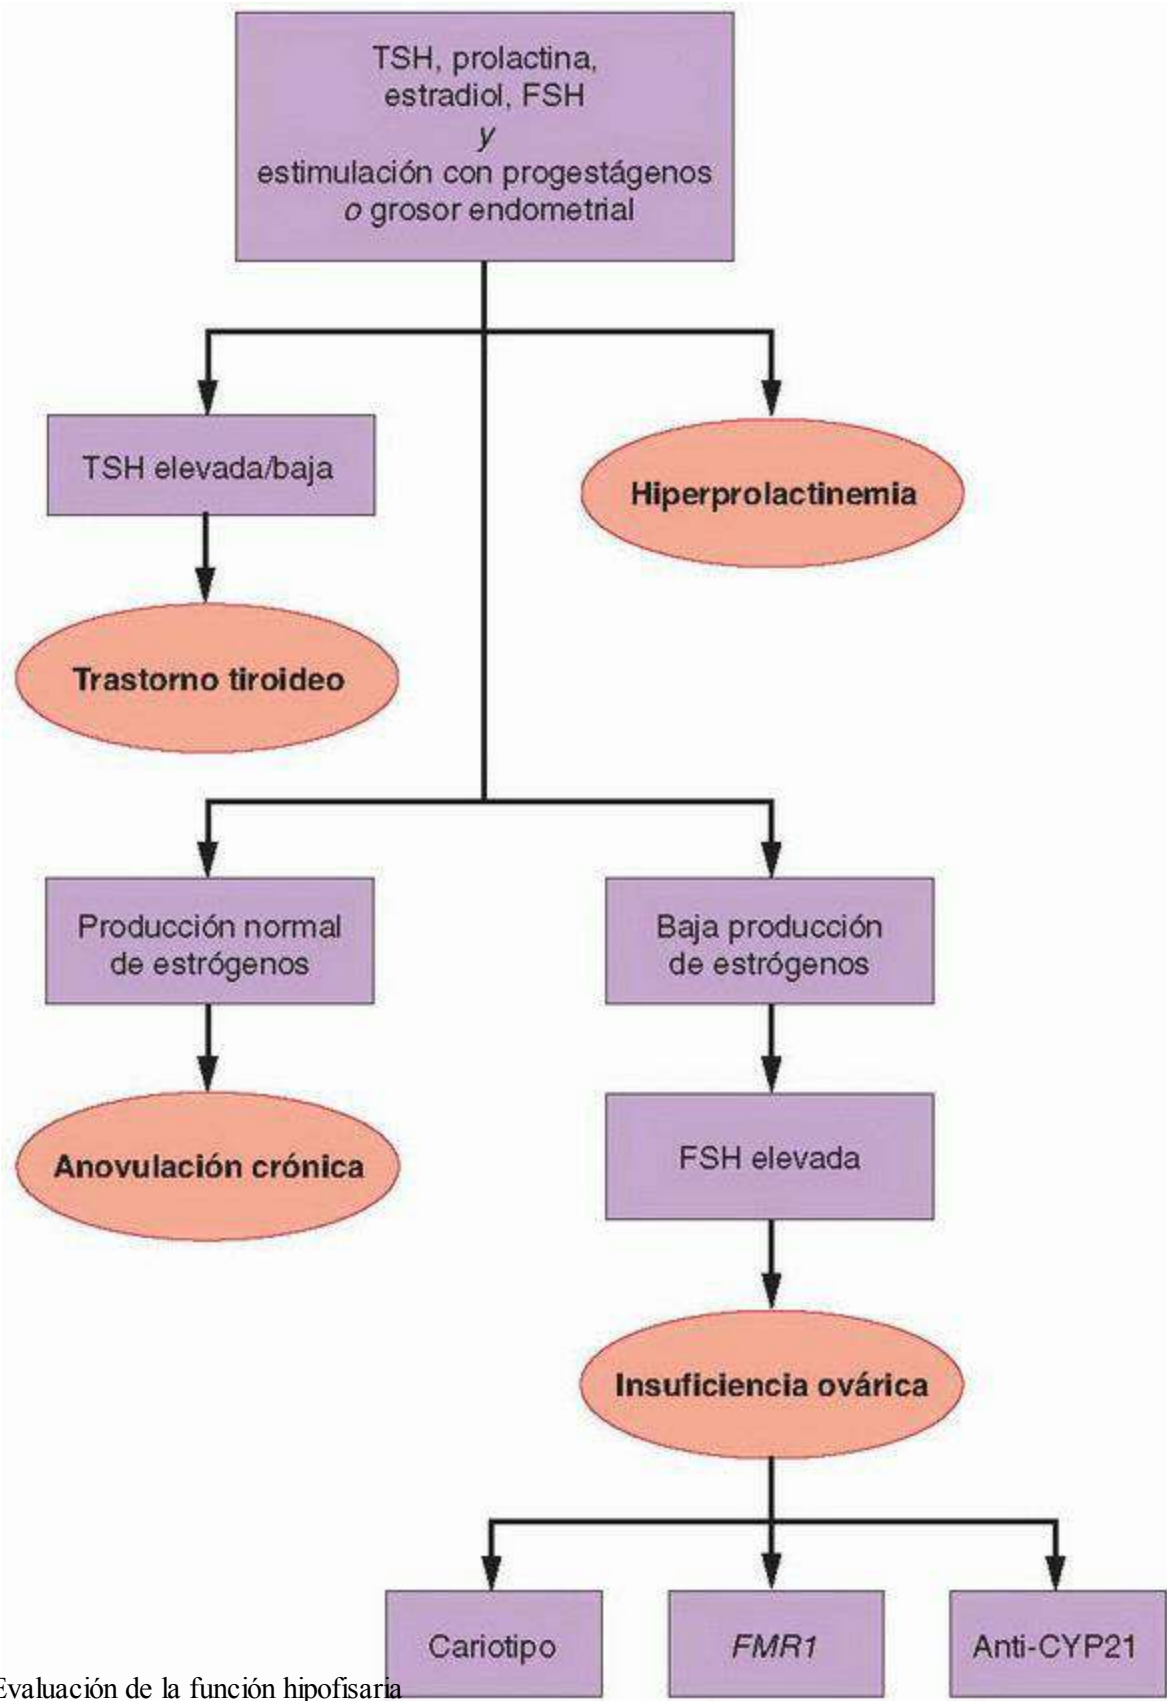 TSH, prolactina,
estradiol, FSH
y
estimulación con progestágenos
o grosor endometrial
TSH elevada/baja
Hiperprolactinemia
Trastorno tiroideo
Producción normal
de estrógenos
Baja producción
de estrógenos
Anovulación crónica
FSH elevada
Insuficiencia ovárica
Cariotipo
FMR1
Anti-CYP21
Evaluación de la función hipofisaria